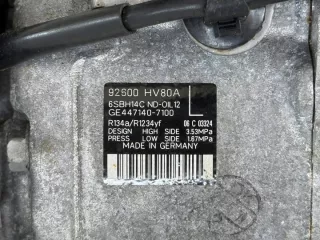 92600 HV80A
6SBH14C ND-OIL12 L
GE447140-7100
R134a/R1234yf 06 C 03324
DESIGN HIGH SIDE 3.53MPa
PRESS LOW SIDE 1.67MPa
MADE IN GERMANY